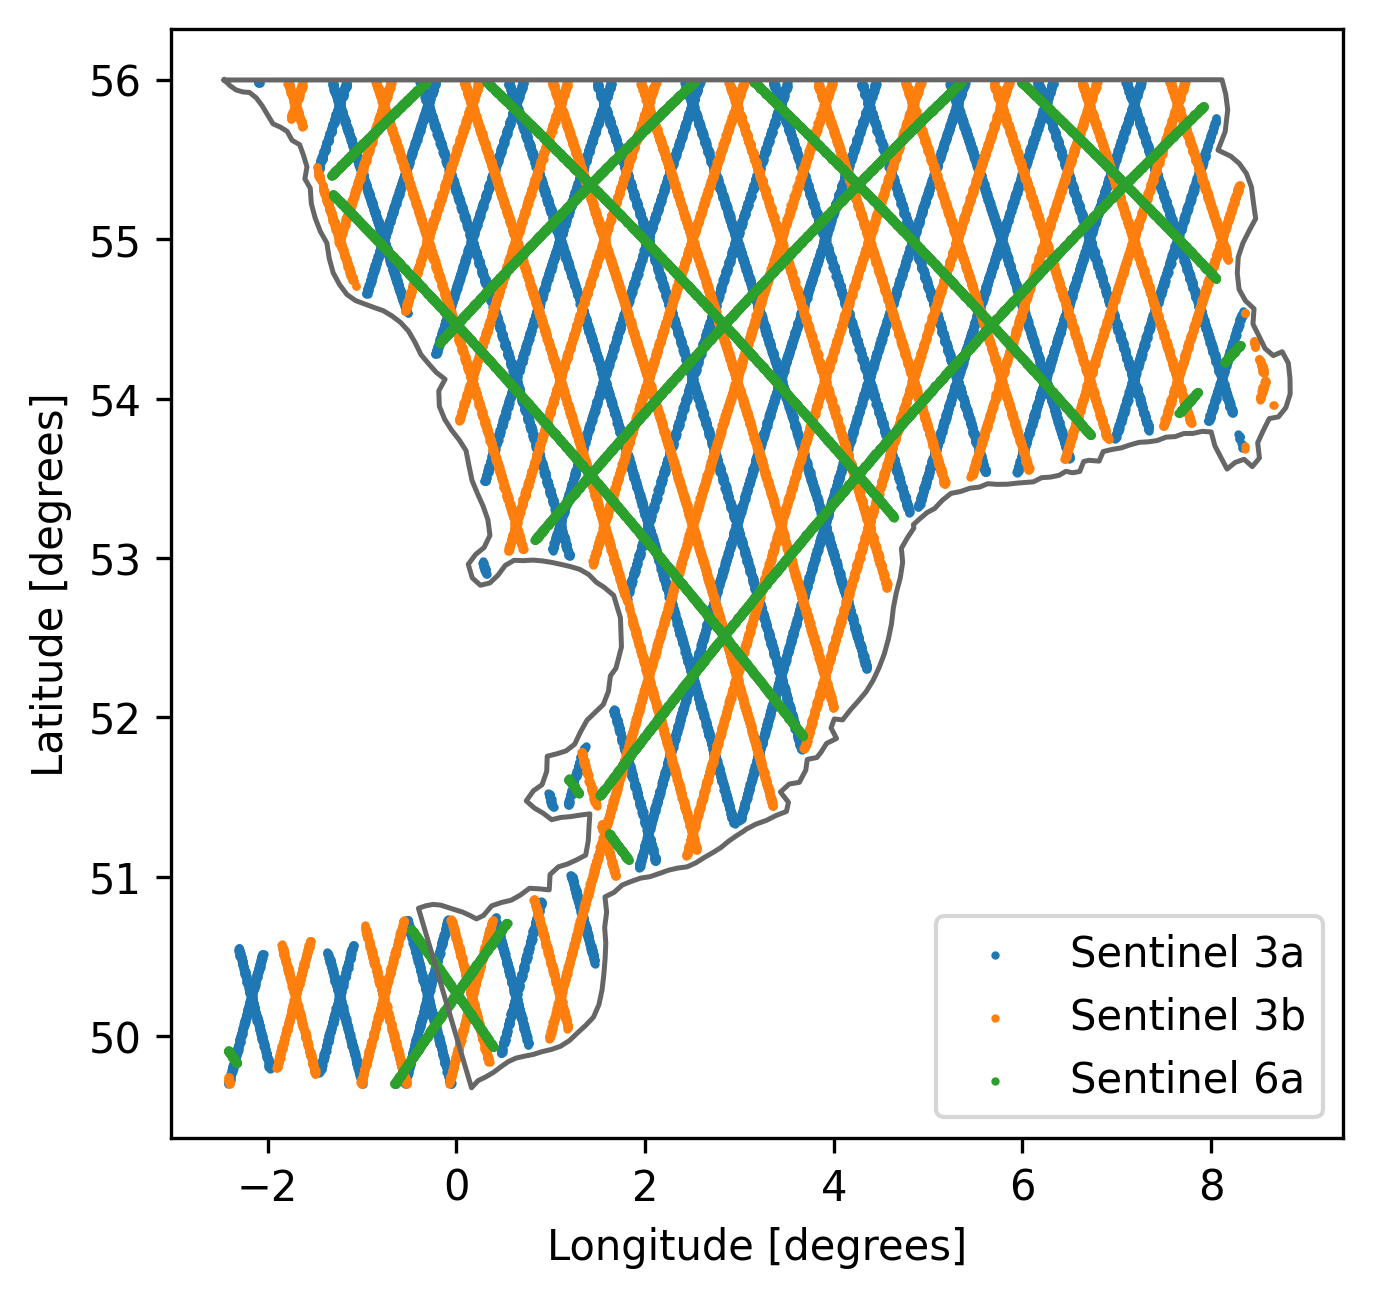 56
55
54
53
52
51
50
−2 0 2 4 6 8
Latitude [degrees]
Longitude [degrees]
Sentinel 3a
Sentinel 3b
Sentinel 6a